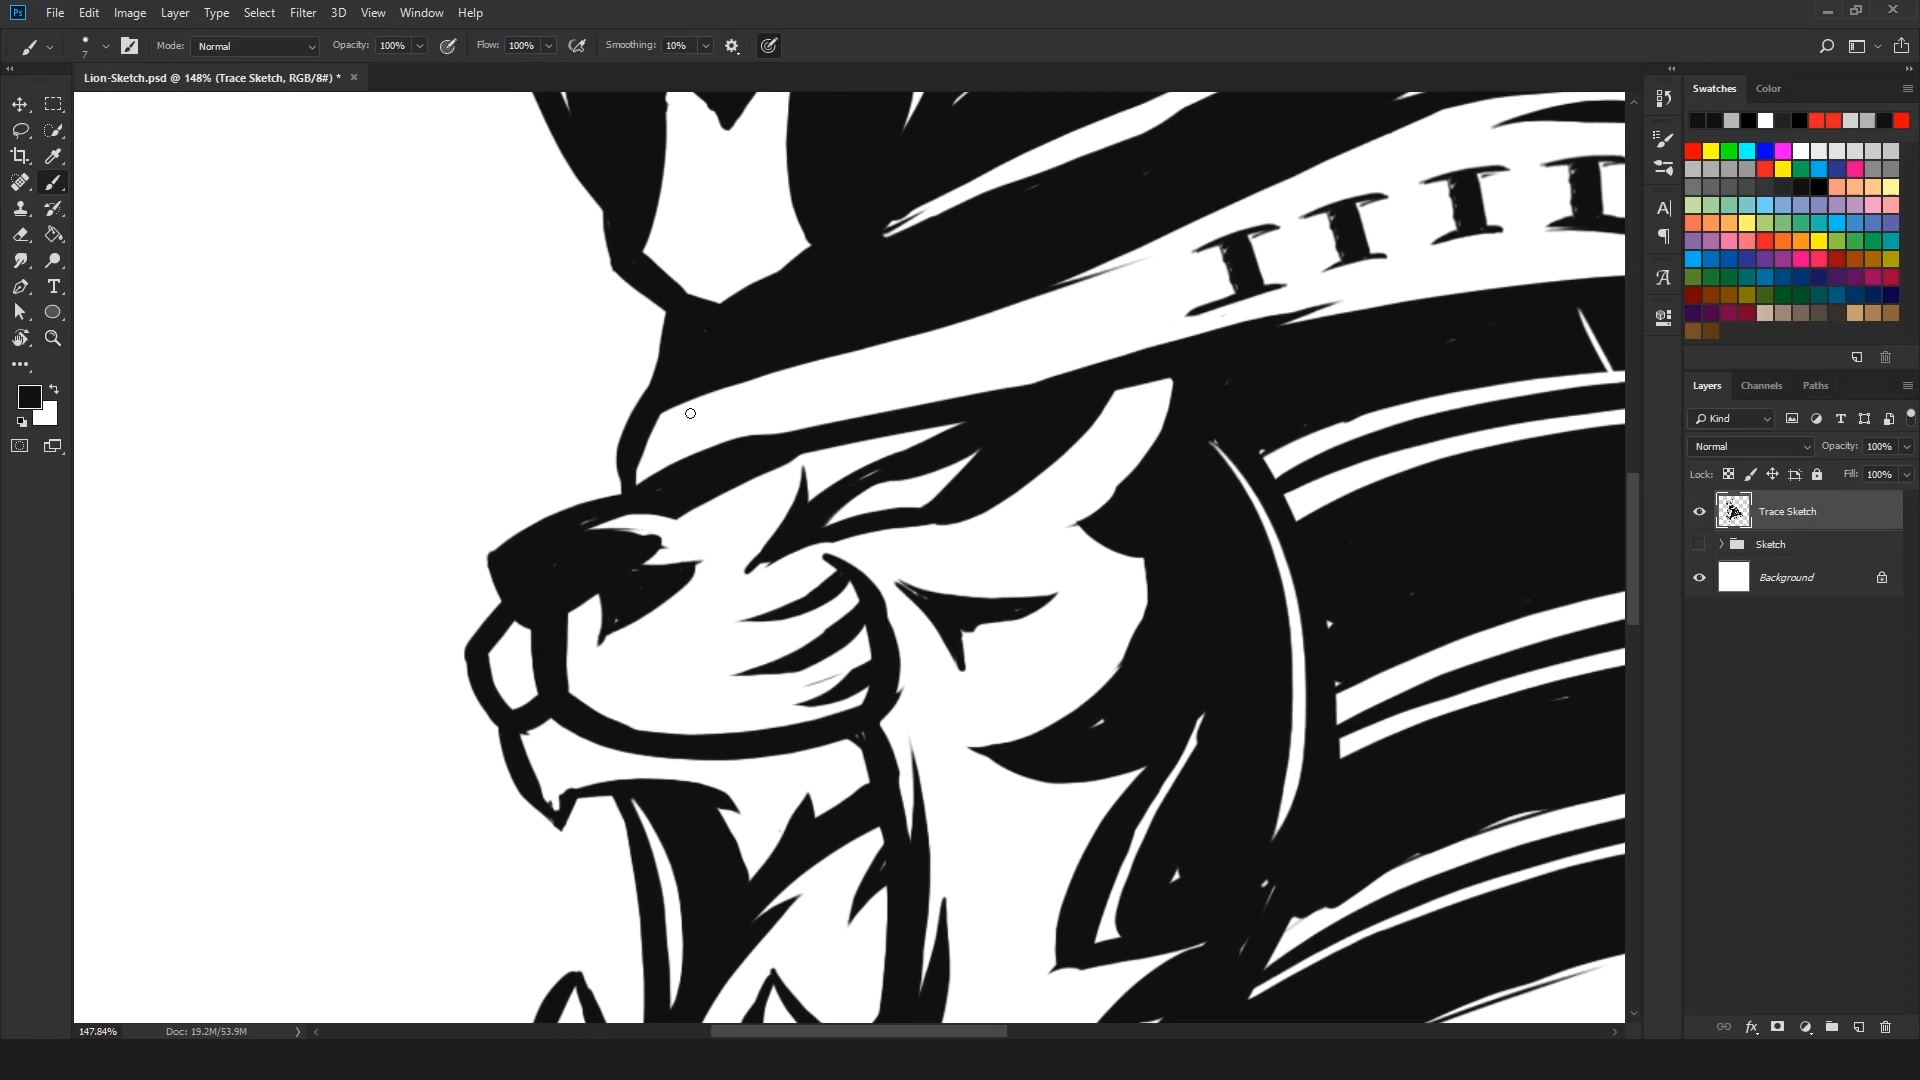 Ps File Edit Image Layer Type Select Filter 3D View Window Help
7 Mode: Normal Opacity: 100% Flow: 100% Smoothing: 10%
Lion-Sketch.psd @ 148% (Trace Sketch, RGB/8#) * ×
Swatches Color
Layers Channels Paths
Kind
Normal Opacity: 100%
Lock: Fill: 100%
Trace Sketch
Sketch
Background
147.84% Doc: 19.2M/53.9M